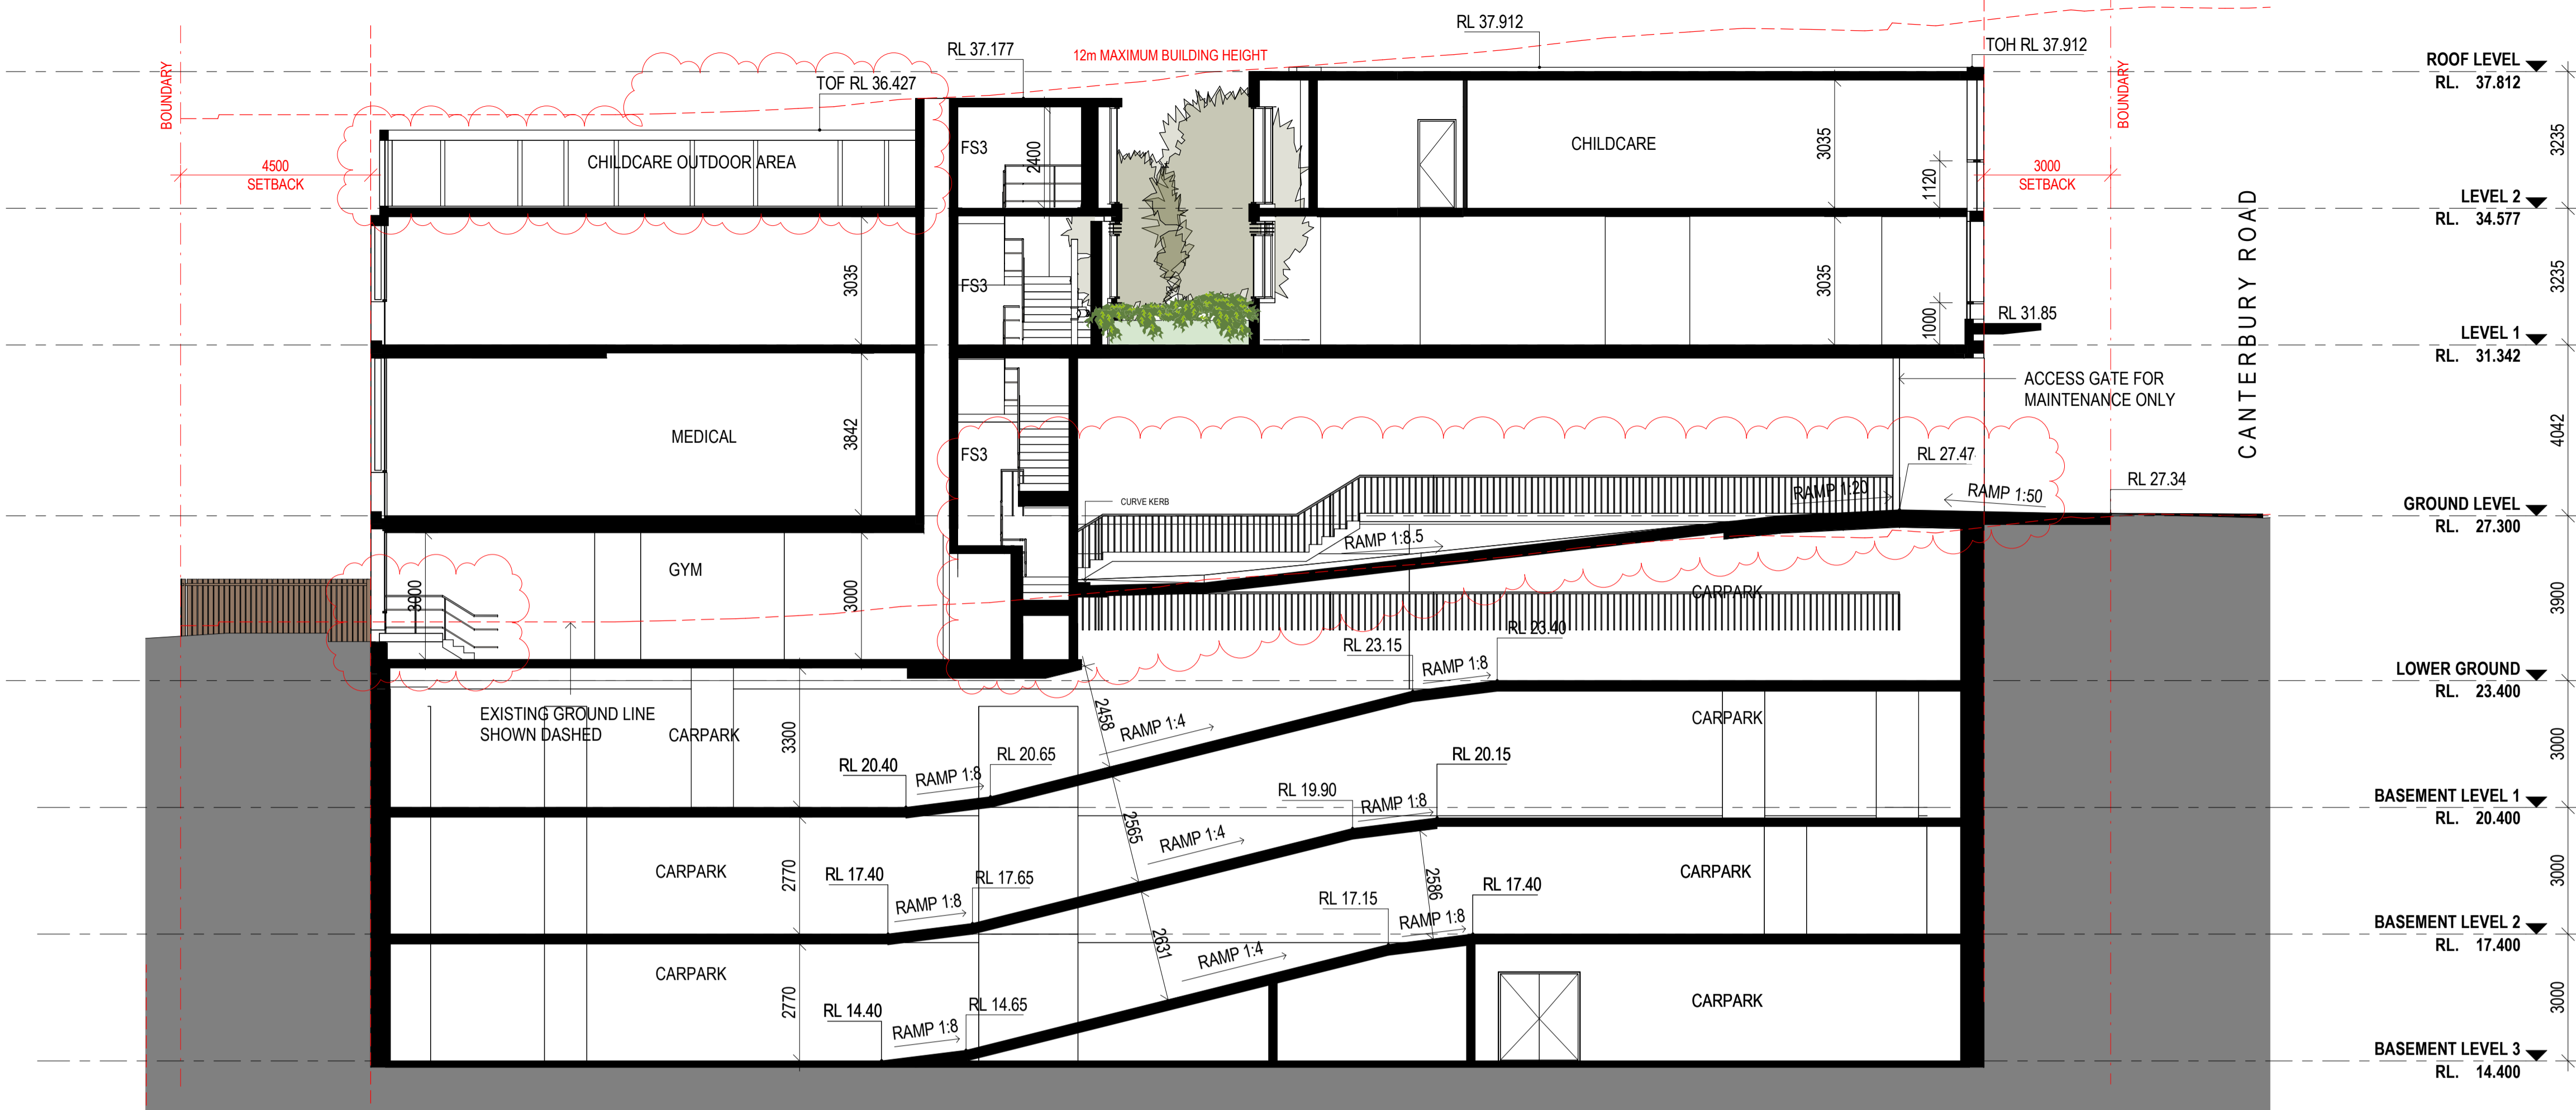 RL 37.912
RL 37.177
12m MAXIMUM BUILDING HEIGHT
TOH RL 37.912
ROOF LEVEL
RL. 37.812
BOUNDARY
TOF RL 36.427
BOUNDARY
3235
FS3
2400
CHILDCARE
3035
CHILDCARE OUTDOOR AREA
4500
SETBACK
1120
3000
SETBACK
LEVEL 2
RL. 34.577
CANTERBURY ROAD
3035
FS3
3035
3235
1000
RL 31.85
LEVEL 1
RL. 31.342
ACCESS GATE FOR
MAINTENANCE ONLY
MEDICAL
3842
FS3
4042
RL 27.47
RL 27.34
CURVE KERB
RAMP 1:20
RAMP 1:50
GROUND LEVEL
RL. 27.300
RAMP 1:8.5
GYM
3000
3000
CARPARK
3900
RL 23.40
RL 23.15
RAMP 1:8
LOWER GROUND
RL. 23.400
EXISTING GROUND LINE
SHOWN DASHED
CARPARK
3300
2458
RAMP 1:4
CARPARK
3000
RL 20.40
RAMP 1:8
RL 20.65
RL 20.15
RL 19.90
RAMP 1:8
BASEMENT LEVEL 1
RL. 20.400
2565
RAMP 1:4
CARPARK
2770
RL 17.40
RL 17.65
RAMP 1:8
2586
CARPARK
3000
RL 17.40
RL 17.15
RAMP 1:8
BASEMENT LEVEL 2
RL. 17.400
2631
RAMP 1:4
CARPARK
2770
RL 14.40
RL 14.65
RAMP 1:8
CARPARK
3000
BASEMENT LEVEL 3
RL. 14.400